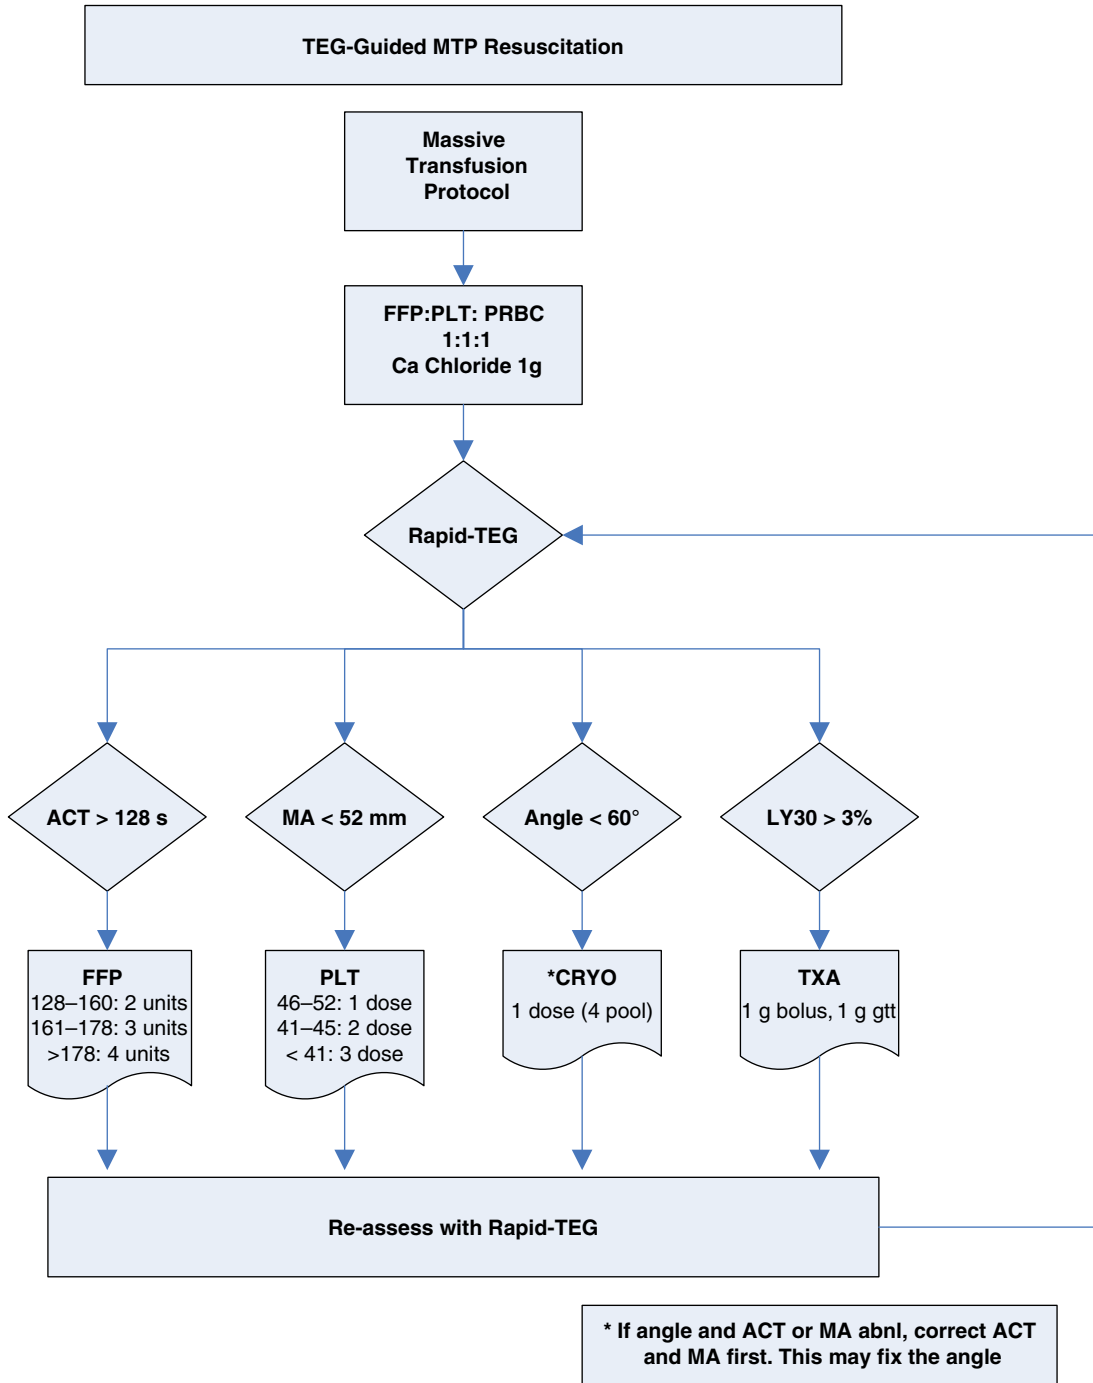 TEG-Guided MTP Resuscitation
Massive
Transfusion
Protocol
FFP:PLT: PRBC
1:1:1
Ca Chloride 1g
Rapid-TEG
ACT > 128 s
MA < 52 mm
Angle < 60°
LY30 > 3%
FFP
128–160: 2 units
161–178: 3 units
>178: 4 units
PLT
46–52: 1 dose
41–45: 2 dose
< 41: 3 dose
*CRYO
1 dose (4 pool)
TXA
1 g bolus, 1 g gtt
Re-assess with Rapid-TEG
* If angle and ACT or MA abnl, correct ACT
and MA first. This may fix the angle